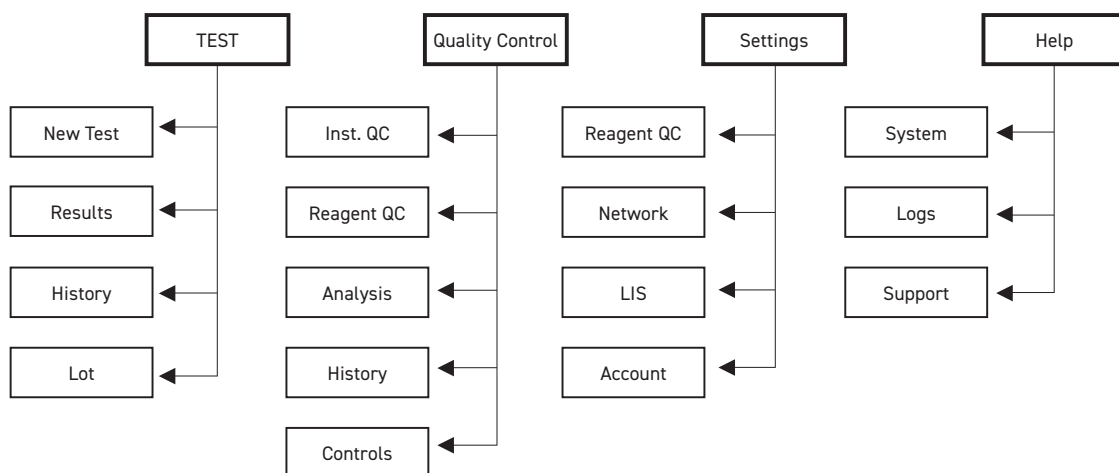 TEST
Quality Control
Settings
Help
New Test
Inst. QC
Reagent QC
System
Results
Reagent QC
Network
Logs
History
Analysis
LIS
Support
Lot
History
Account
Controls